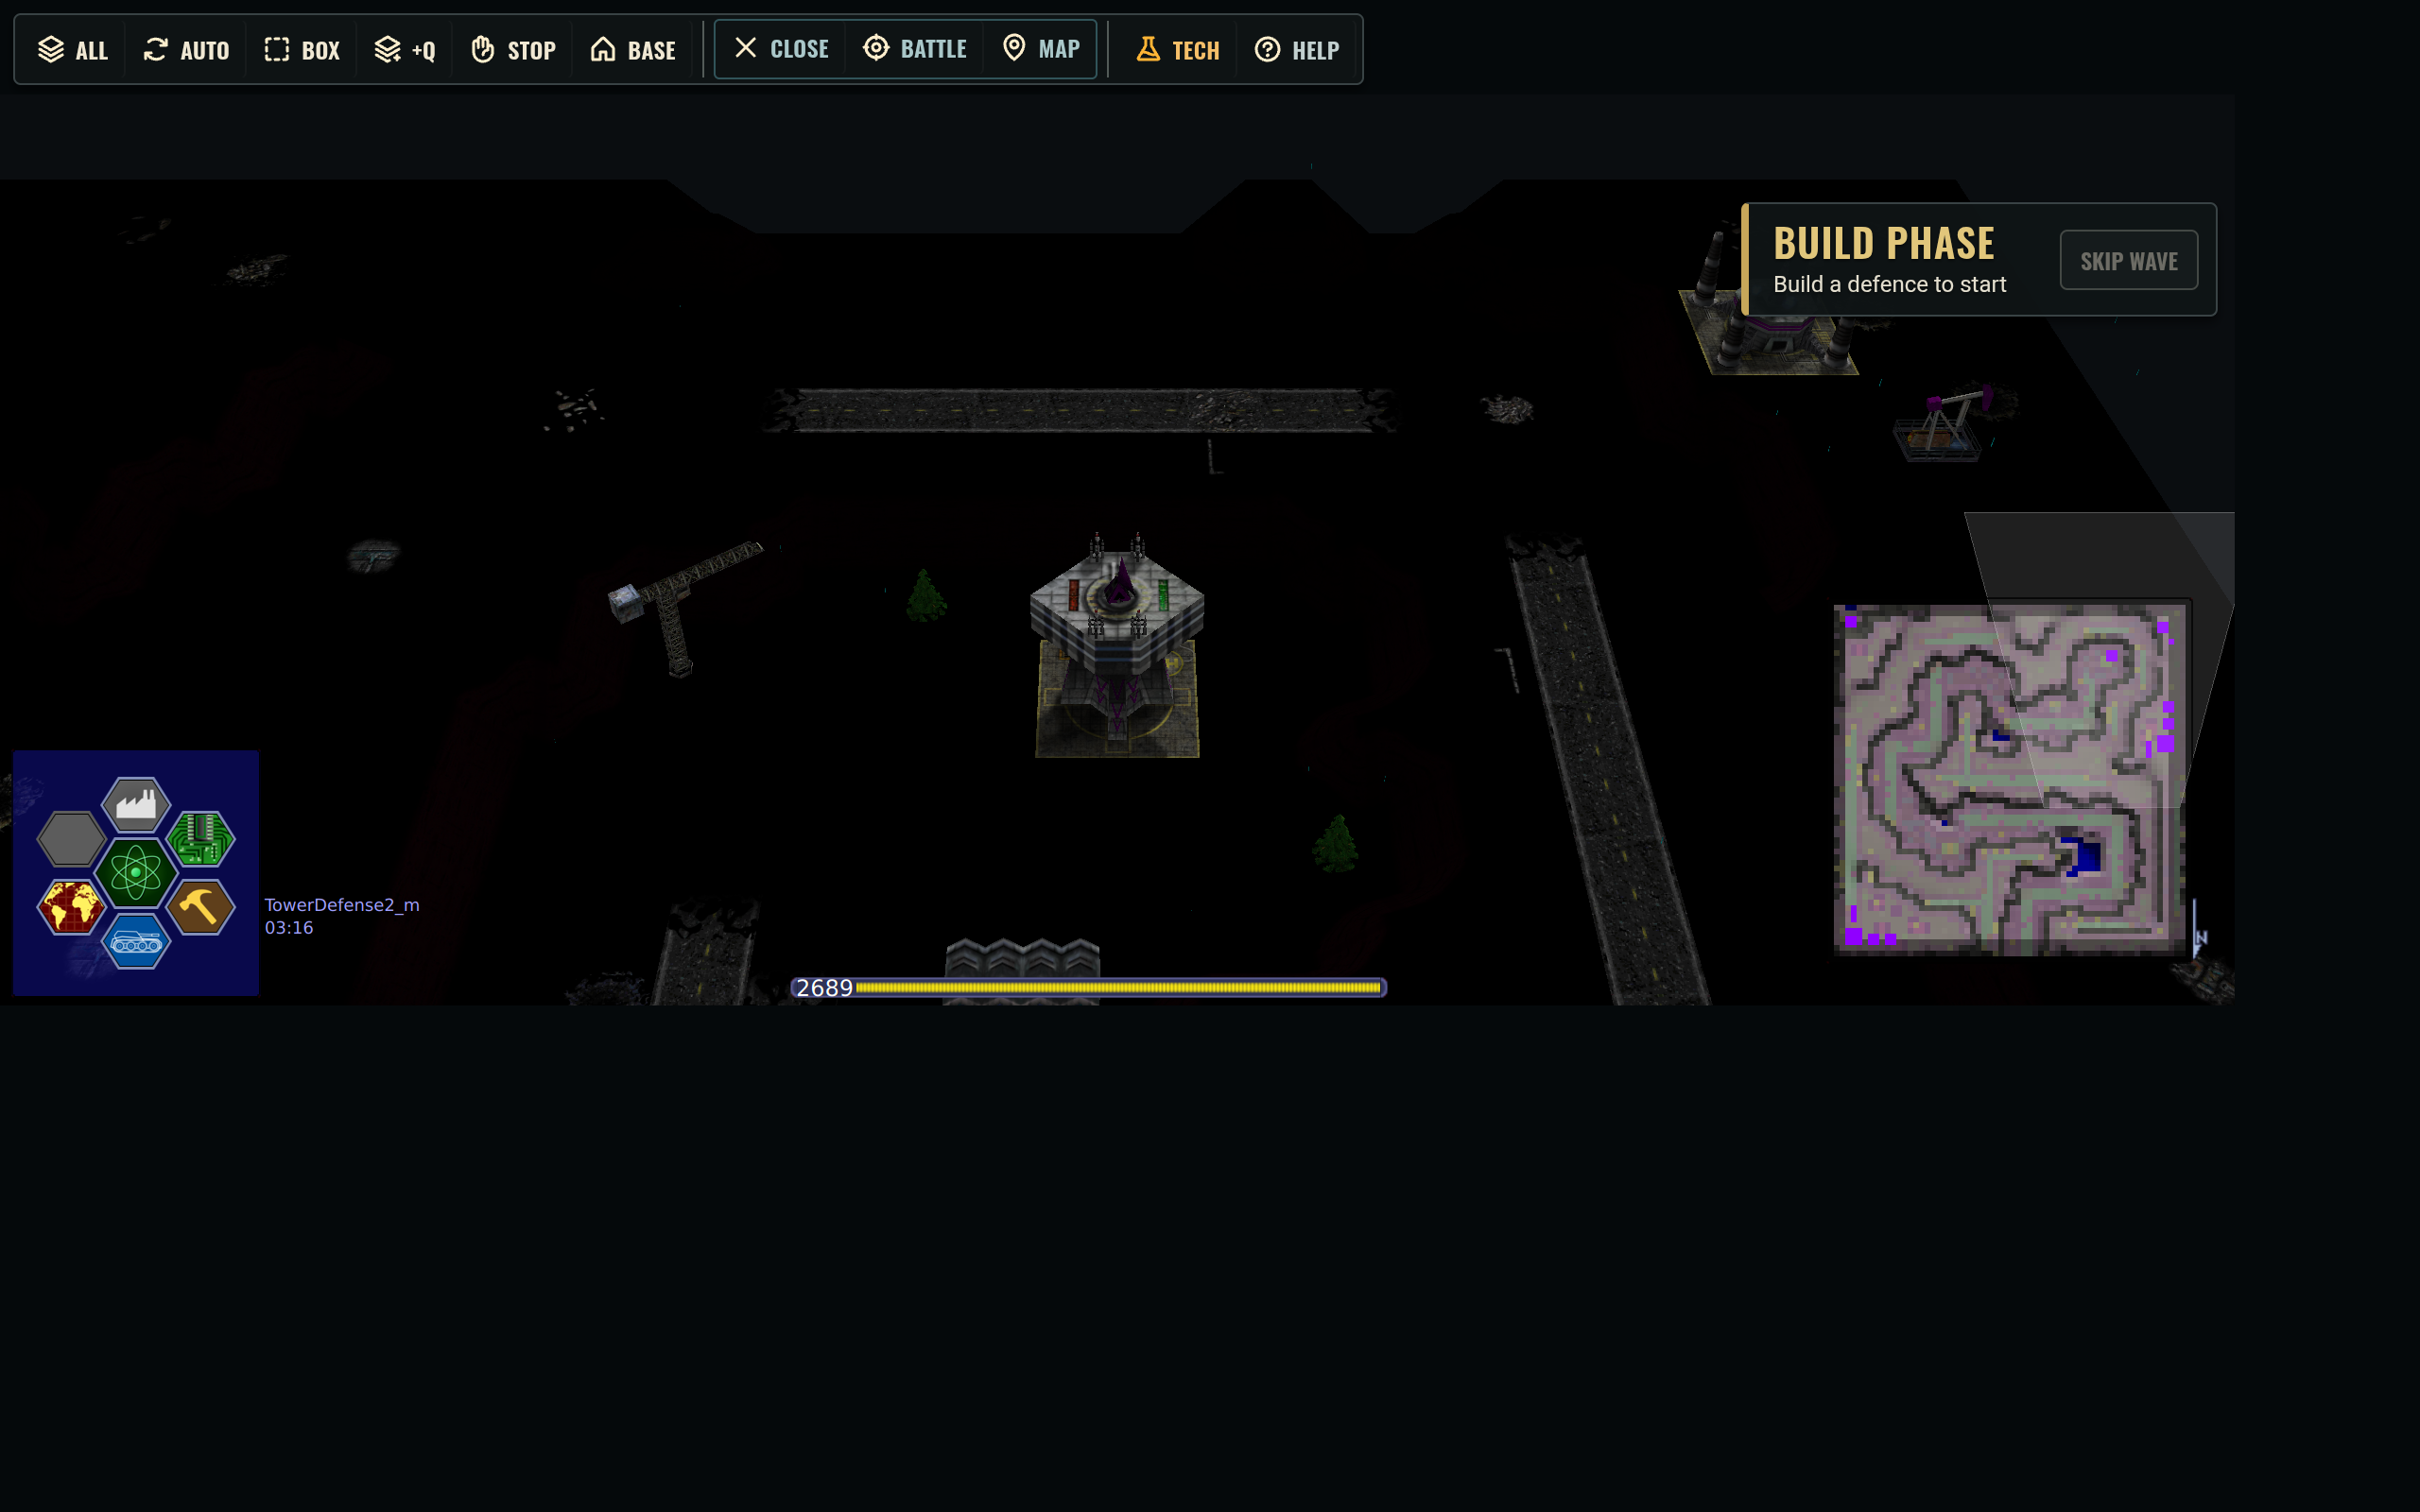 ALL AUTO BOX +Q STOP BASE CLOSE BATTLE MAP TECH HELP
BUILD PHASE
Build a defence to start
SKIP WAVE
TowerDefense2_m
03:16
N
2689